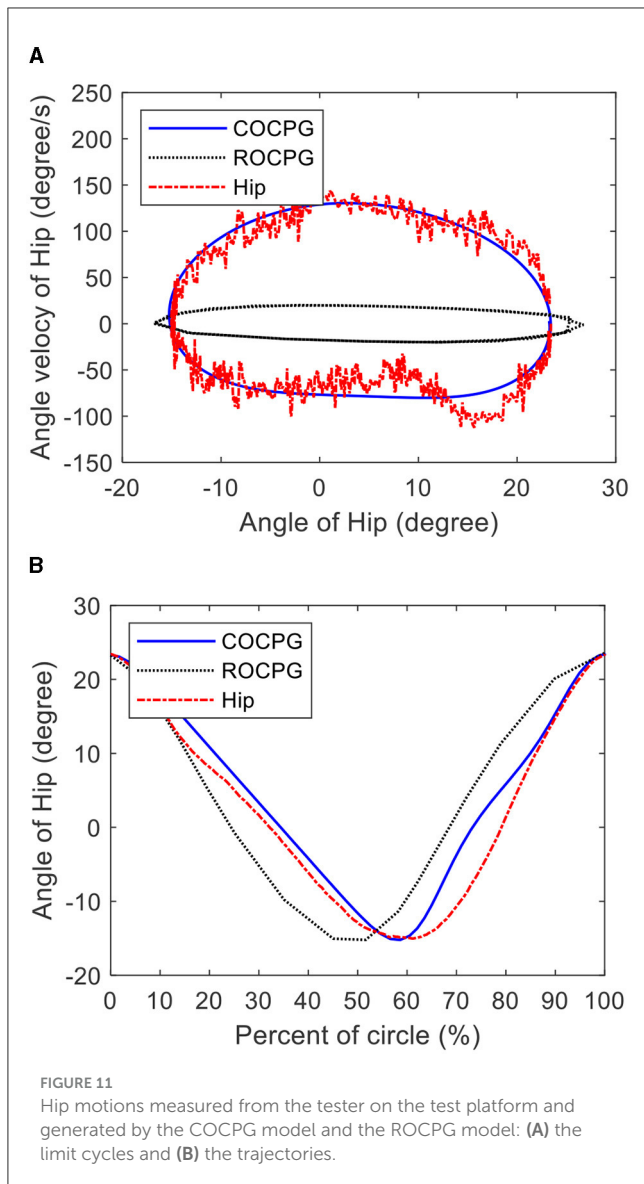 A
250
200
150
100
50
0
-50
-100
-150
Angle velocy of Hip (degree/s)
COCPG
ROCPG
Hip
-20
-10
0
10
20
30
Angle of Hip (degree)
B
30
20
10
0
-10
-20
Angle of Hip (degree)
COCPG
ROCPG
Hip
0
10
20
30
40
50
60
70
80
90
100
Percent of circle (%)
FIGURE 11
Hip motions measured from the tester on the test platform and
generated by the COCPG model and the ROCPG model: (A) the
limit cycles and (B) the trajectories.